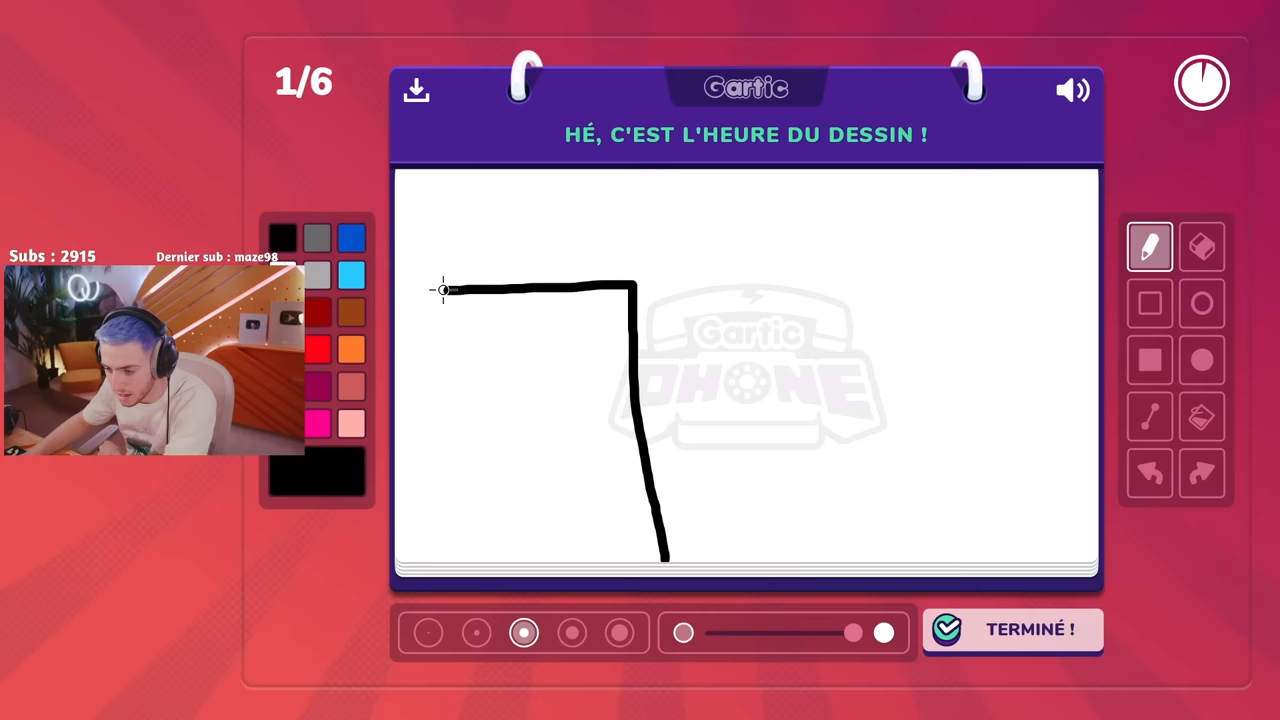 1/6
Gartic
HÉ, C'EST L'HEURE DU DESSIN !
Subs : 2915
Dernier sub : maze98
Gartic
PHONE
TERMINÉ !